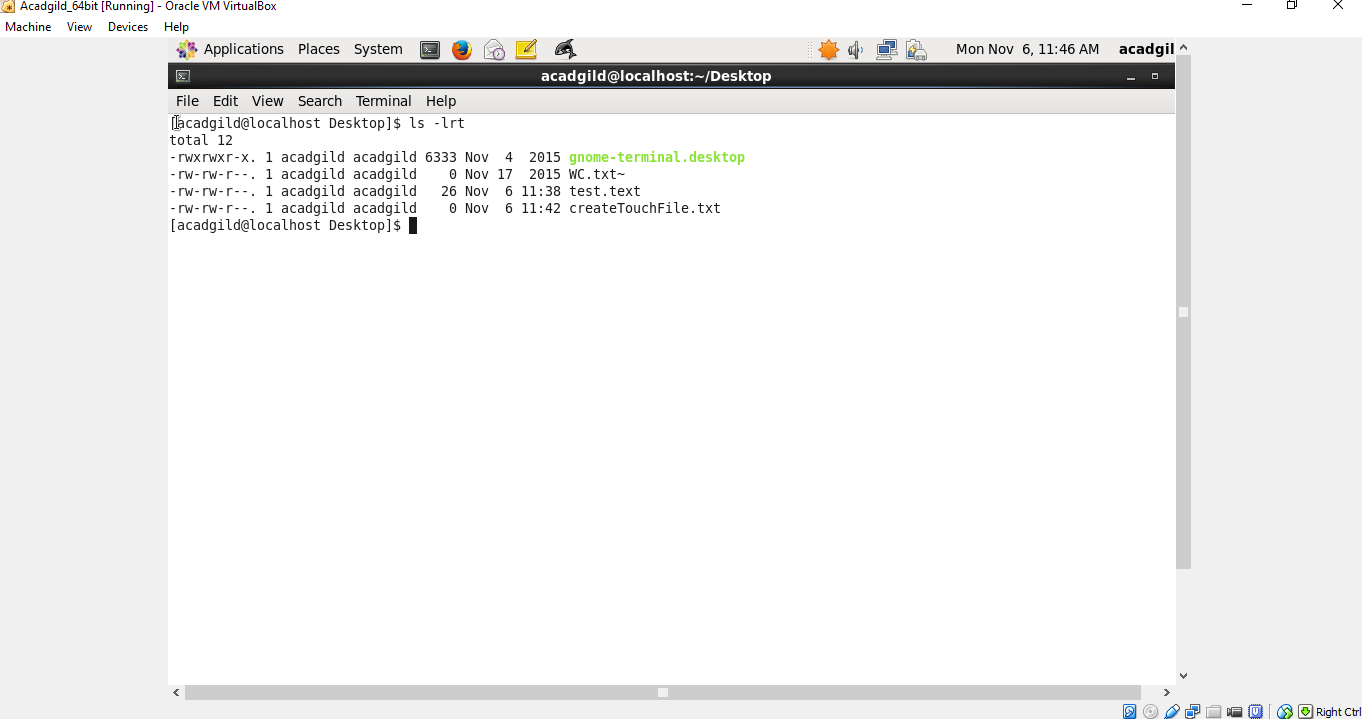 Acadgild_64bit [Running] - Oracle VM VirtualBox
Machine View Devices Help
Applications Places System Mon Nov 6, 11:46 AM acadgil
acadgild@localhost:~/Desktop
File Edit View Search Terminal Help
[acadgild@localhost Desktop]$ ls -lrt
total 12
-rwxrwxr-x. 1 acadgild acadgild 6333 Nov  4  2015 gnome-terminal.desktop
-rw-rw-r--. 1 acadgild acadgild    0 Nov 17  2015 WC.txt~
-rw-rw-r--. 1 acadgild acadgild   26 Nov  6 11:38 test.text
-rw-rw-r--. 1 acadgild acadgild    0 Nov  6 11:42 createTouchFile.txt
[acadgild@localhost Desktop]$
Right Ctrl